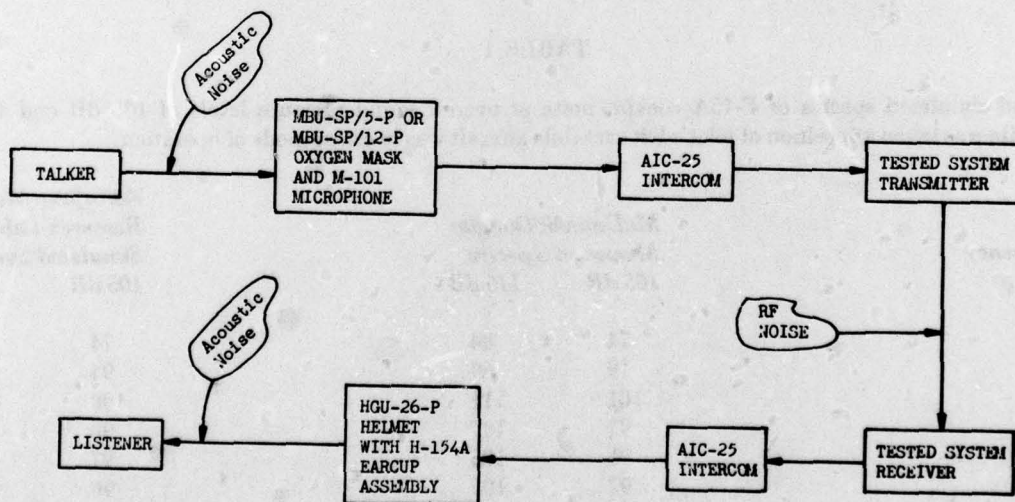 Acoustic
Noise
TALKER
MBU-SP/5-P OR
MBU-SP/12-P
OXYGEN MASK
AND M-101
MICROPHONE
AIC-25
INTERCOM
TESTED SYSTEM
TRANSMITTER
RF
NOISE
Acoustic
Noise
LISTENER
HGU-26-P
HELMET
WITH H-154A
EARCUP
ASSEMBLY
AIC-25
INTERCOM
TESTED SYSTEM
RECEIVER